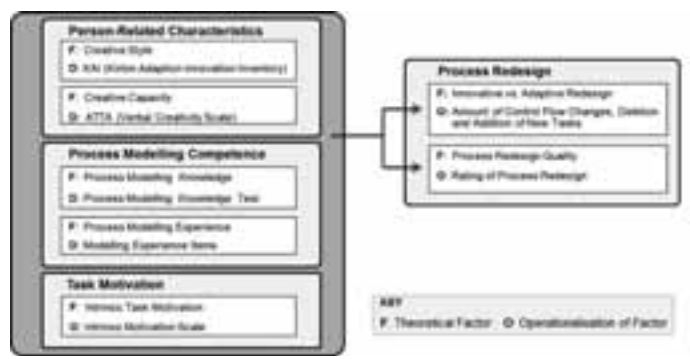 Person-Related Characteristics
F: Creative Style
O: KAI (Kirton Adaption-Innovation Inventory)
F: Creative Capacity
O: ATTA (Verbal Creativity Scale)
Process Modelling Competence
F: Process Modelling Knowledge
O: Process Modelling Knowledge Test
F: Process Modelling Experience
O: Modelling Experience Items
Task Motivation
F: Intrinsic Task Motivation
O: Intrinsic Motivation Scale
Process Redesign
F: Innovative vs. Adaptive Redesign
O: Amount of Control Flow Changes, Deletion
and Addition of New Tasks
F: Process Redesign Quality
O: Rating of Process Redesign
KEY
F Theoretical Factor O Operationalisation of Factor